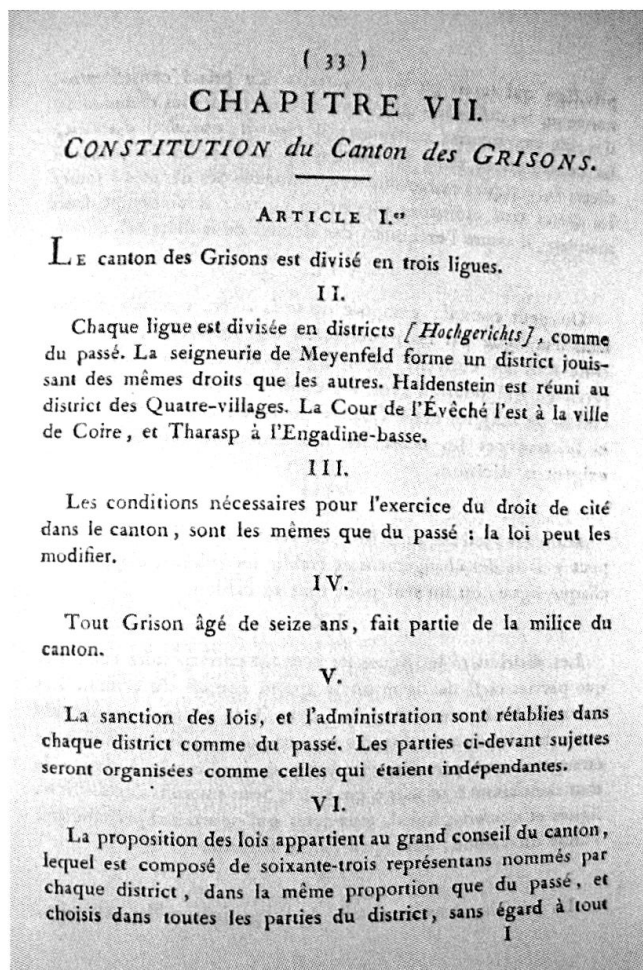 ( 33 )
CHAPITRE VII.
CONSTITUTION du Canton des GRISONS.
ARTICLE I.er
LE canton des Grisons est divisé en trois ligues.
II.
Chaque ligue est divisée en districts [Hochgerichts], comme
du passé. La seigneurie de Meyenfeld forme un district jouis-
sant des mêmes droits que les autres. Haldenstein est réuni au
district des Quatre-villages. La Cour de l'Évêché l'est à la ville
de Coire, et Tharasp à l'Engadine-basse.
III.
Les conditions nécessaires pour l'exercice du droit de cité
dans le canton, sont les mêmes que du passé : la loi peut les
modifier.
IV.
Tout Grison âgé de seize ans, fait partie de la milice du
canton.
V.
La sanction des lois, et l'administration sont rétablies dans
chaque district comme du passé. Les parties ci-devant sujettes
seront organisées comme celles qui étaient indépendantes.
VI.
La proposition des lois appartient au grand conseil du canton,
lequel est composé de soixante-trois représentans nommés par
chaque district, dans la même proportion que du passé, et
choisis dans toutes les parties du district, sans égard à tout
I